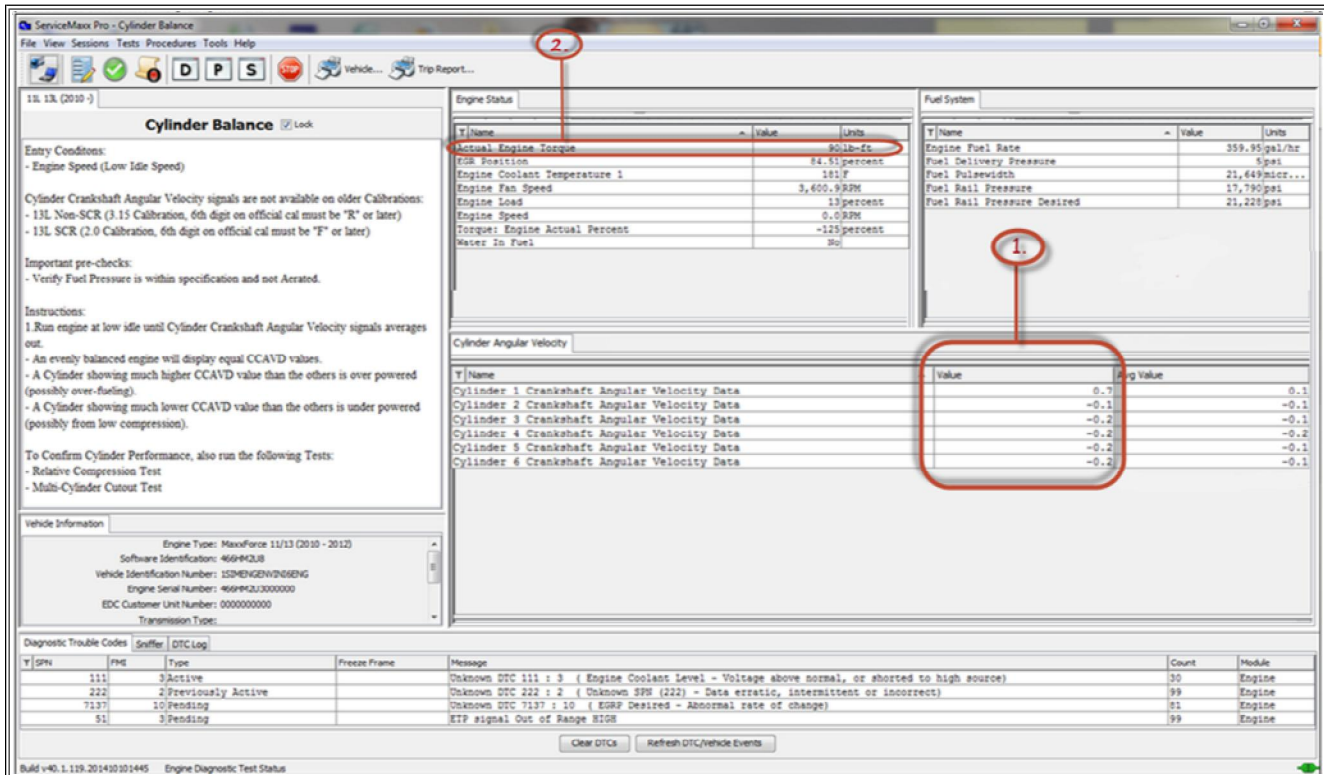 ServiceMaxx Pro - Cylinder Balance
File View Sessions Tests Procedures Tools Help
D P S STOP Vehicle... Trip Report...
2.
11L 13L (2010 -)
Cylinder Balance Lock
Entry Conditons:
- Engine Speed (Low Idle Speed)
Cylinder Crankshaft Angular Velocity signals are not available on older Calibrations:
- 13L Non-SCR (3.15 Calibration, 6th digit on official cal must be "R" or later)
- 13L SCR (2.0 Calibration, 6th digit on official cal must be "F" or later)
Important pre-checks:
- Verify Fuel Pressure is within specification and not Aerated.
Instructions:
1.Run engine at low idle until Cylinder Crankshaft Angular Velocity signals averages
out.
- An evenly balanced engine will display equal CCAVD values.
- A Cylinder showing much higher CCAVD value than the others is over powered
(possibly over-fueling).
- A Cylinder showing much lower CCAVD value than the others is under powered
(possibly from low compression).
To Confirm Cylinder Performance, also run the following Tests:
- Relative Compression Test
- Multi-Cylinder Cutout Test
Engine Status
T Name Value Units
Actual Engine Torque 90 lb-ft
EGR Position 84.51 percent
Engine Coolant Temperature 1 181 F
Engine Fan Speed 3,600.9 RPM
Engine Load 13 percent
Engine Speed 0.0 RPM
Torque: Engine Actual Percent -125 percent
Water In Fuel No
Fuel System
T Name Value Units
Engine Fuel Rate 359.95 gal/hr
Fuel Delivery Pressure 5 psi
Fuel Pulsewidth 21,649 micr...
Fuel Rail Pressure 17,790 psi
Fuel Rail Pressure Desired 21,228 psi
1.
Cylinder Angular Velocity
T Name Value Avg Value
Cylinder 1 Crankshaft Angular Velocity Data 0.7 0.1
Cylinder 2 Crankshaft Angular Velocity Data -0.1 -0.1
Cylinder 3 Crankshaft Angular Velocity Data -0.2 -0.1
Cylinder 4 Crankshaft Angular Velocity Data -0.2 -0.2
Cylinder 5 Crankshaft Angular Velocity Data -0.2 -0.1
Cylinder 6 Crankshaft Angular Velocity Data -0.2 -0.1
Vehicle Information
Engine Type: MaxxForce 11/13 (2010 - 2012)
Software Identification: 466HM2U8
Vehicle Identification Number:
Engine Serial Number: 466HM2U3000000
EDC Customer Unit Number: 0000000000
Transmission Type:
Diagnostic Trouble Codes Sniffer DTC Log
T SPN FMI Type Freeze Frame Message Count Module
111 3 Active Unknown DTC 111 : 3 ( Engine Coolant Level - Voltage above normal, or shorted to high source) 30 Engine
222 2 Previously Active Unknown DTC 222 : 2 ( Unknown SPN (222) - Data erratic, intermittent or incorrect) 99 Engine
7137 10 Pending Unknown DTC 7137 : 10 ( EGRP Desired - Abnormal rate of change) 81 Engine
51 3 Pending ETP signal Out of Range HIGH 99 Engine
Clear DTCs Refresh DTC/Vehicle Events
Build v40.1.119.201410101445 Engine Diagnostic Test Status